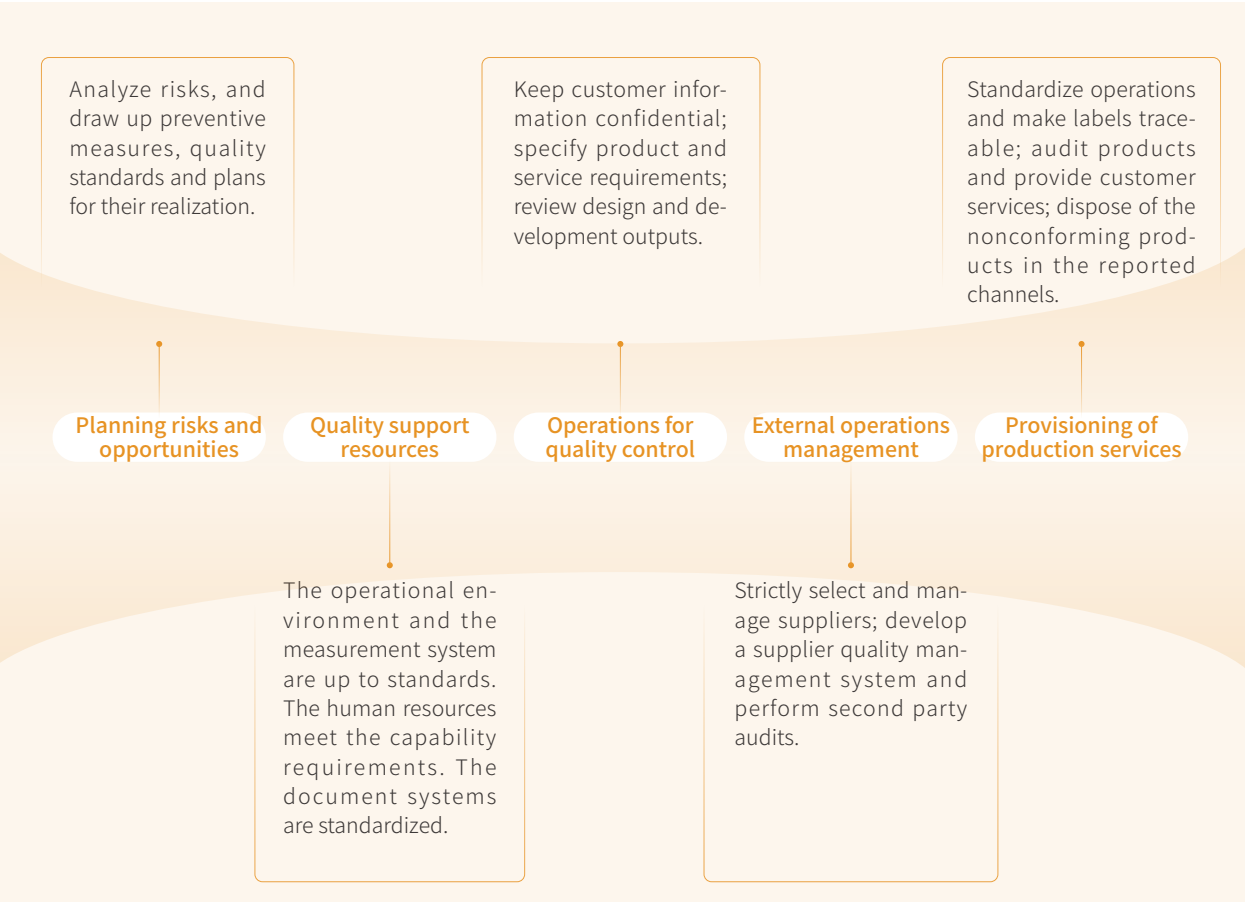 Analyze risks, and
draw up preventive
measures, quality
standards and plans
for their realization.
Keep customer infor-
mation confidential;
specify product and
service requirements;
review design and de-
velopment outputs.
Standardize operations
and make labels trace-
able; audit products
and provide customer
services; dispose of the
nonconforming prod-
ucts in the reported
channels.
Planning risks and
opportunities
Quality support
resources
Operations for
quality control
External operations
management
Provisioning of
production services
The operational en-
vironment and the
measurement system
are up to standards.
The human resources
meet the capability
requirements. The
document systems
are standardized.
Strictly select and man-
age suppliers; develop
a supplier quality man-
agement system and
perform second party
audits.